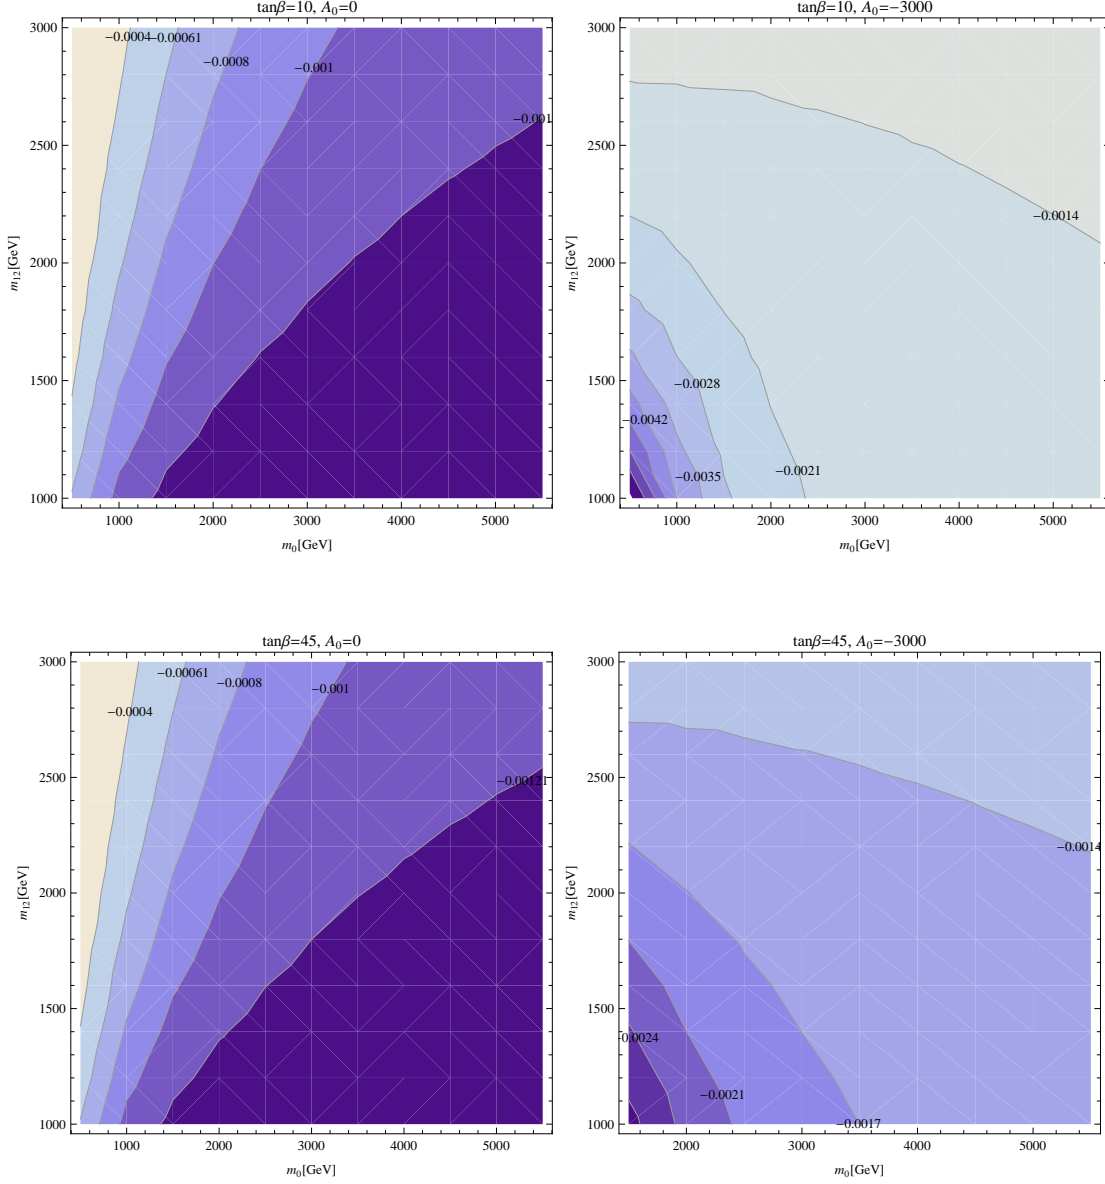 tanβ=10, A0=0
−0.0004 −0.00061
−0.0008
−0.001
−0.001
3000
2500
2000
1500
1000
m12[GeV]
1000 2000 3000 4000 5000
m0[GeV]
tanβ=10, A0=−3000
−0.0014
−0.0028
−0.0042
−0.0035
−0.0021
3000
2500
2000
1500
1000
m12[GeV]
1000 2000 3000 4000 5000
m0[GeV]
tanβ=45, A0=0
−0.00061
−0.0008
−0.001
−0.0004
−0.00121
3000
2500
2000
1500
1000
m12[GeV]
1000 2000 3000 4000 5000
m0[GeV]
tanβ=45, A0=−3000
−0.0014
−0.0024
−0.0021
−0.0017
3000
2500
2000
1500
1000
m12[GeV]
2000 3000 4000 5000
m0[GeV]